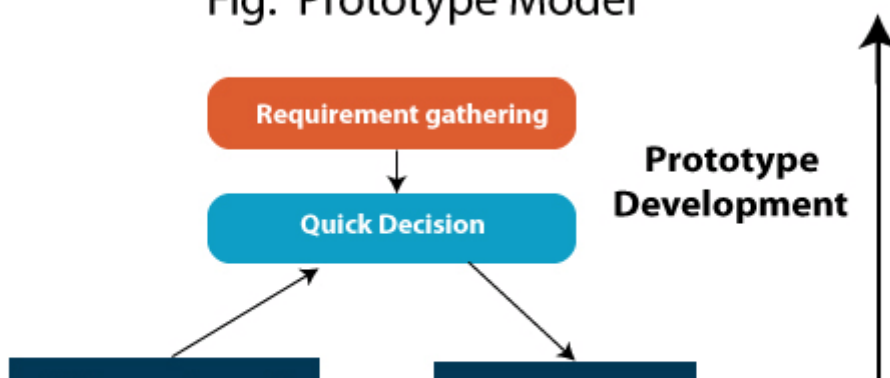 Fig. Prototype Model
Requirement gathering
Prototype
Development
Quick Decision